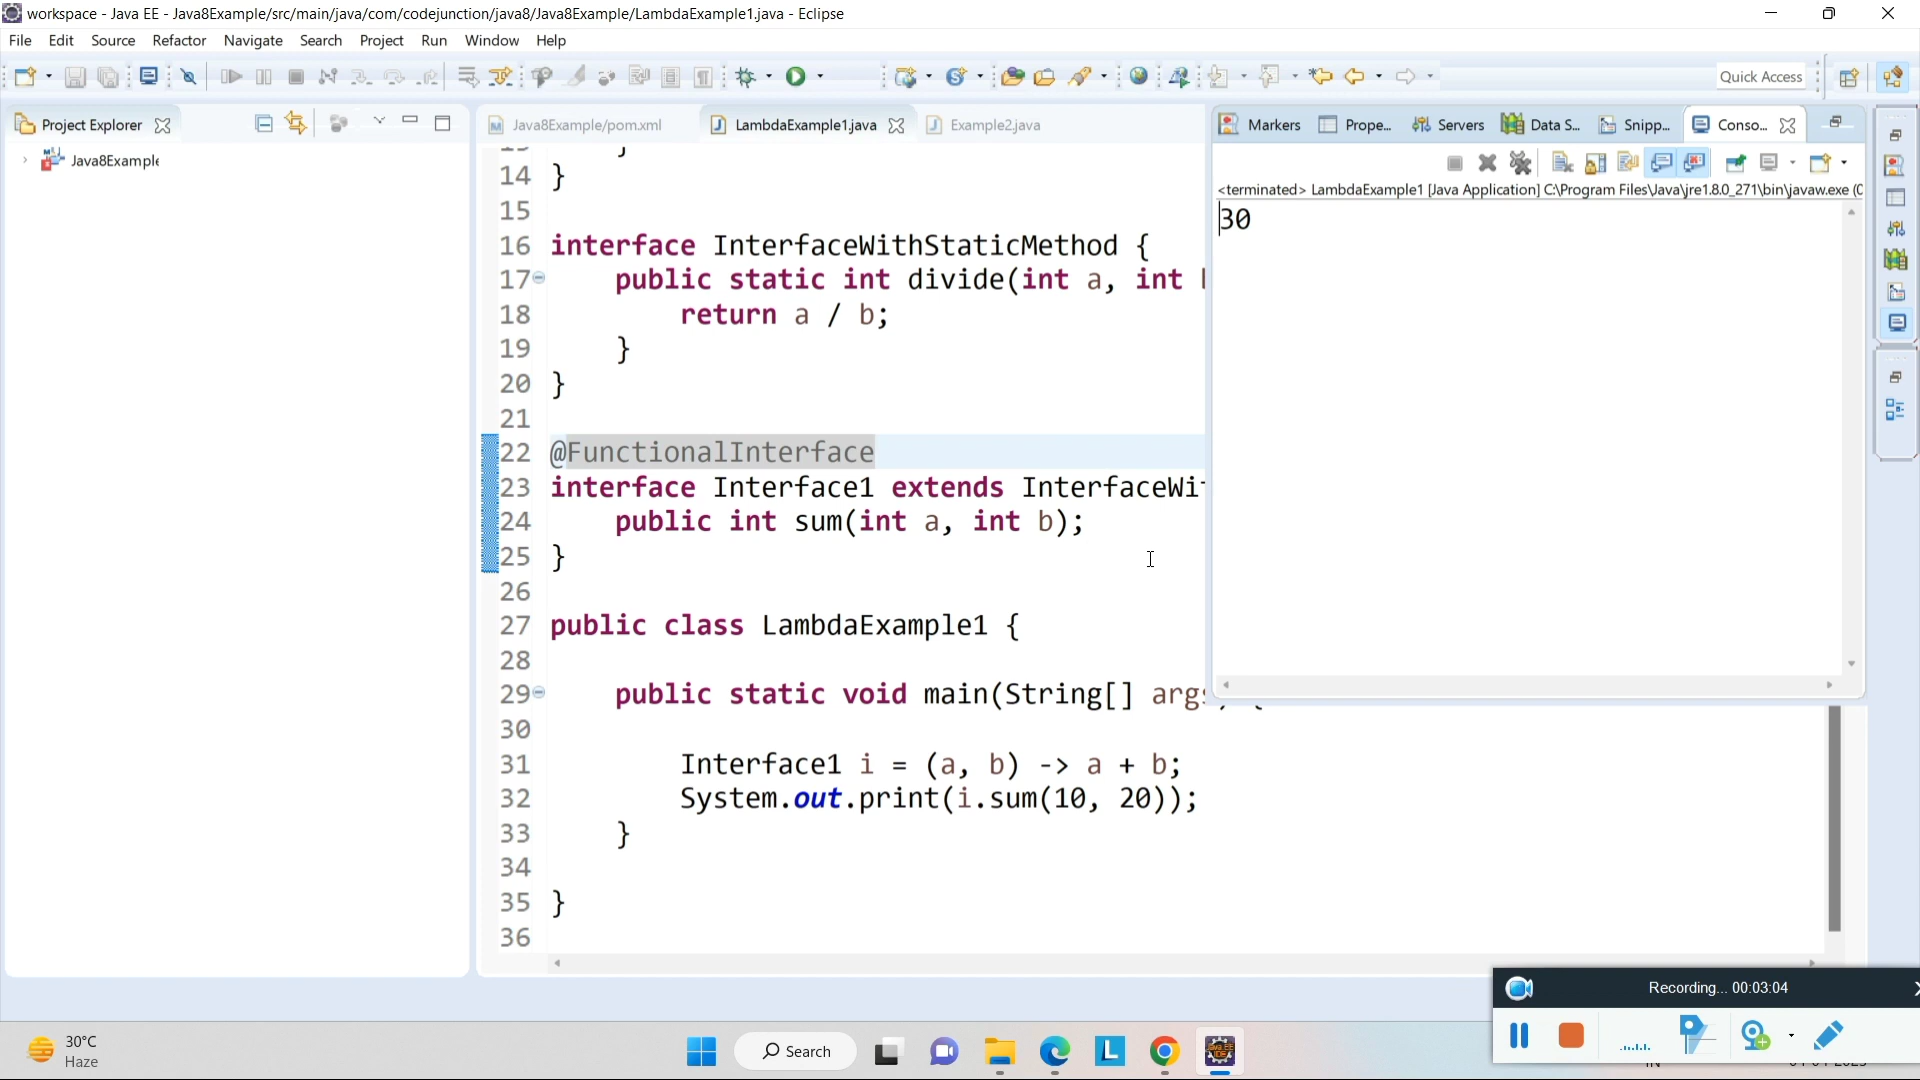 workspace - Java EE - Java8Example/src/main/java/com/codejunction/java8/Java8Example/LambdaExample1.java - Eclipse
File Edit Source Refactor Navigate Search Project Run Window Help
Quick Access
Project Explorer
Java8Example
Java8Example/pom.xml LambdaExample1.java Example2.java
14 }
15
16 interface InterfaceWithStaticMethod {
17 public static int divide(int a, int
18 return a / b;
19 }
20 }
21
22 @FunctionalInterface
23 interface Interface1 extends InterfaceWi
24 public int sum(int a, int b);
25 }
26
27 public class LambdaExample1 {
28
29 public static void main(String[] args) {
30
31 Interface1 i = (a, b) -> a + b;
32 System.out.print(i.sum(10, 20));
33 }
34
35 }
36
Markers Prope... Servers Data S... Snipp... Conso...
<terminated> LambdaExample1 [Java Application] C:\Program Files\Java\jre1.8.0_271\bin\javaw.exe (
30
Recording... 00:03:04
30°C
Haze
Search